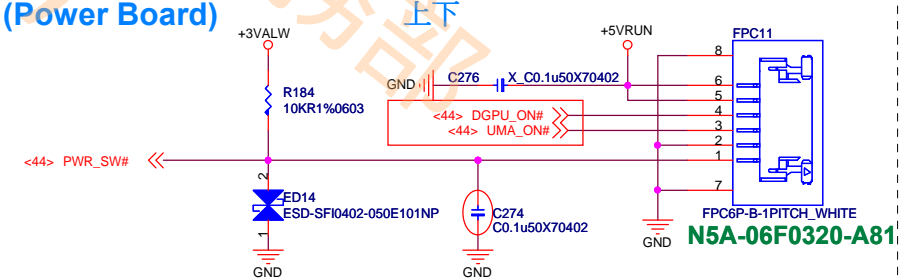 (Power Board)
上下
+3VALW
+5VRUN
FPC11
8
C276
X_C0.1u50X70402
GND
6
R184
10KR1%0603
5
<44> DGPU_ON#
4
<44> UMA_ON#
3
2
<44> PWR_SW#
1
2
ED14
ESD-SFI0402-050E101NP
7
C274
C0.1u50X70402
FPC6P-B-1PITCH_WHITE
1
N5A-06F0320-A81
GND
GND
GND
务部